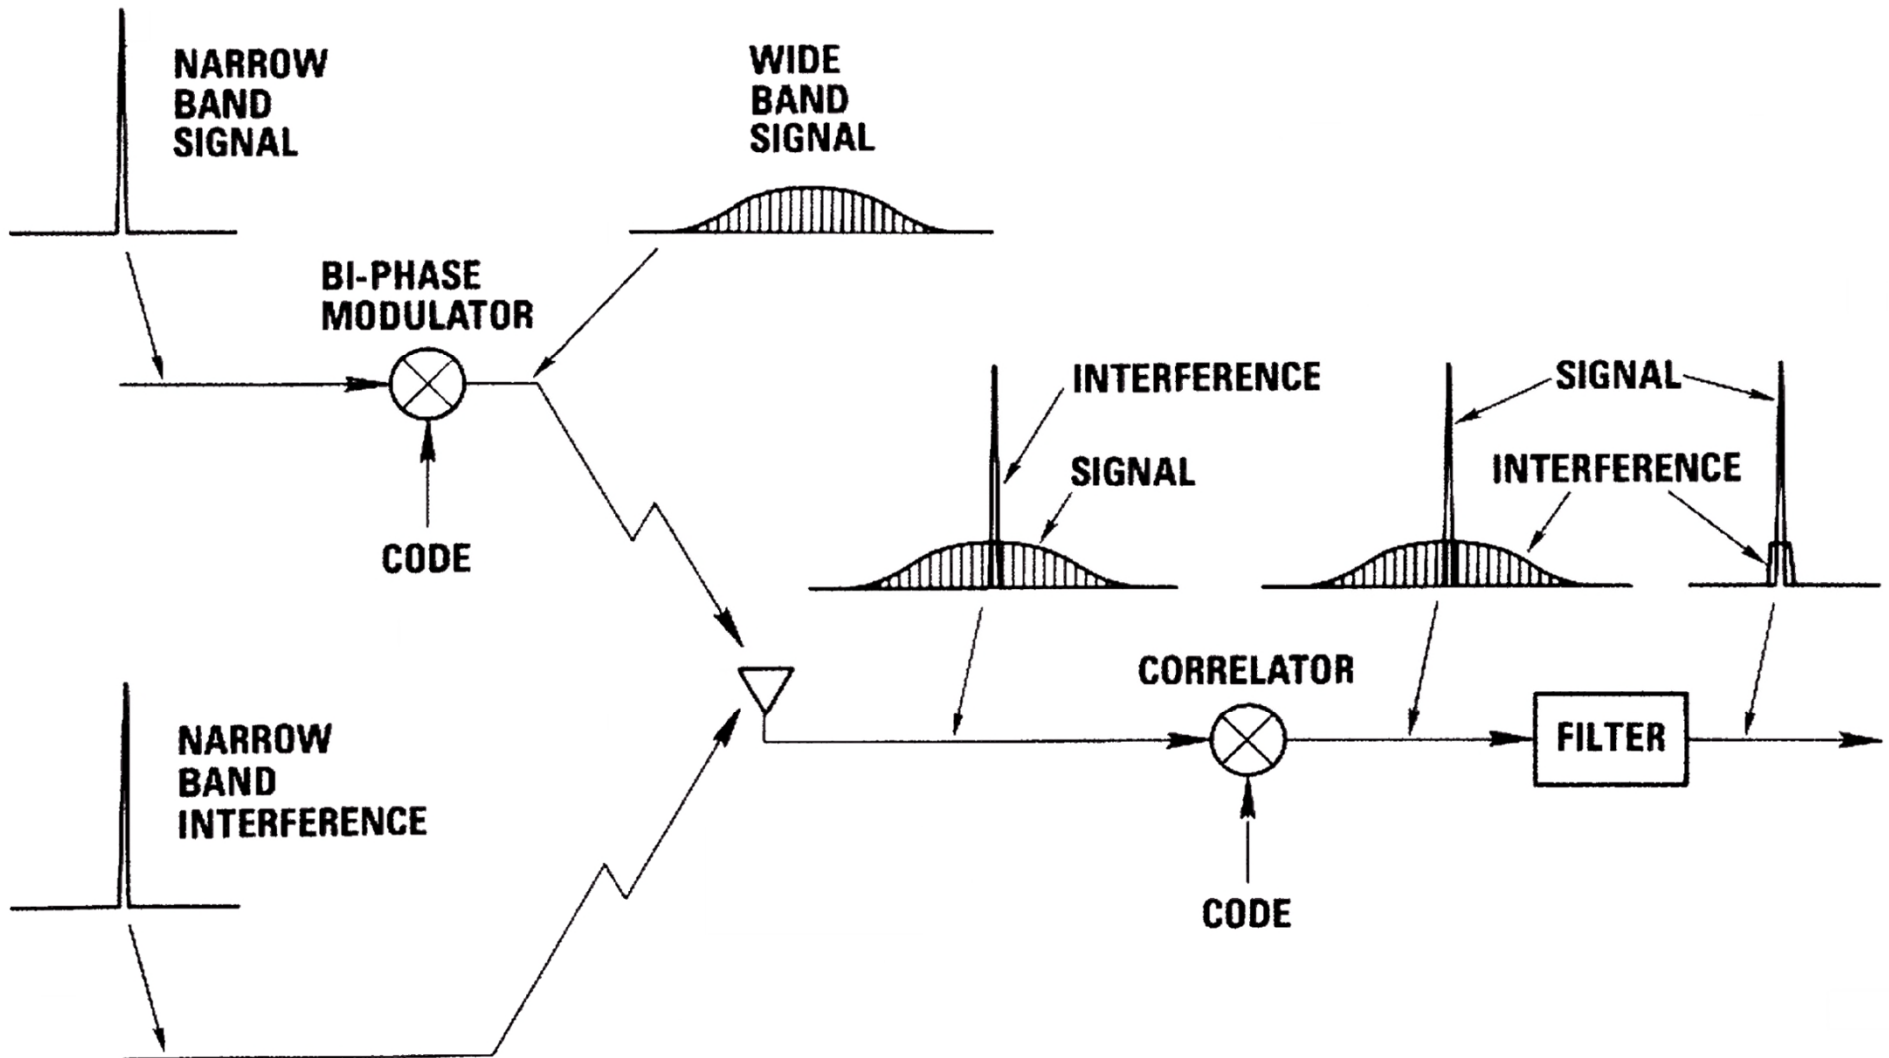 NARROW
BAND
SIGNAL
WIDE
BAND
SIGNAL
BI-PHASE
MODULATOR
CODE
INTERFERENCE
SIGNAL
SIGNAL
INTERFERENCE
CORRELATOR
FILTER
CODE
NARROW
BAND
INTERFERENCE